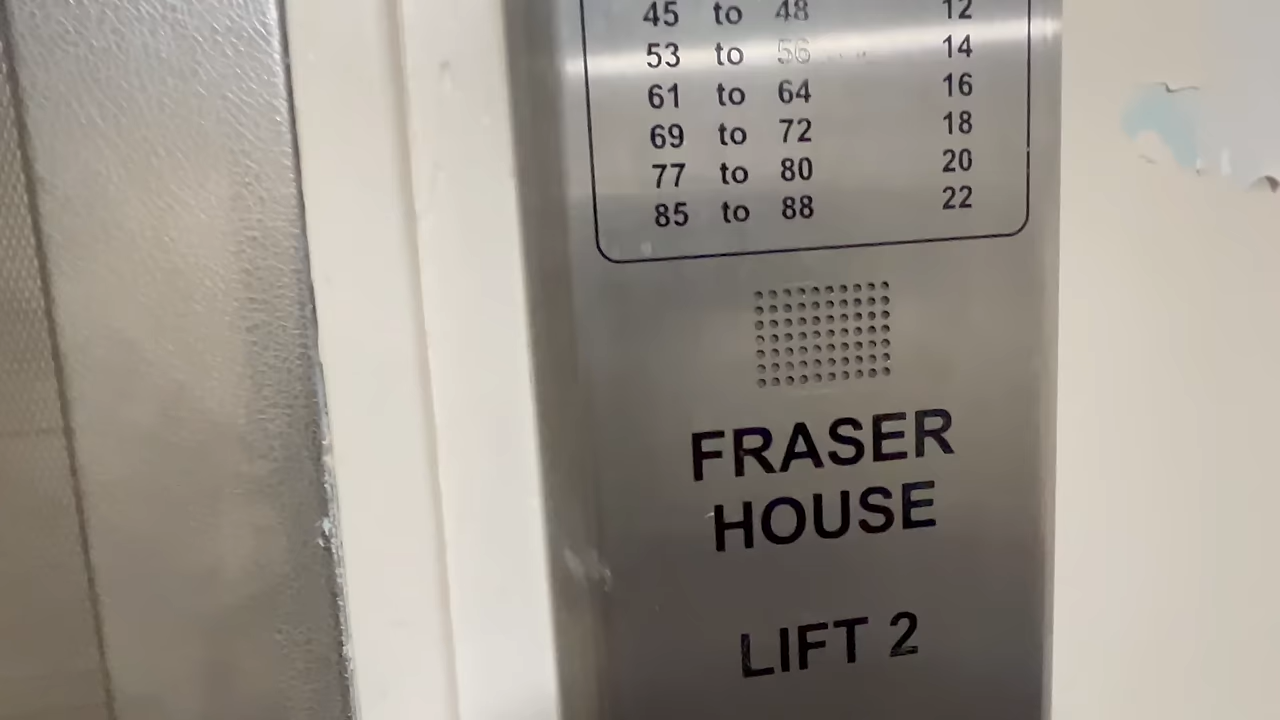 45 to 48 12
53 to 56 14
61 to 64 16
69 to 72 18
77 to 80 20
85 to 88 22
FRASER
HOUSE
LIFT 2